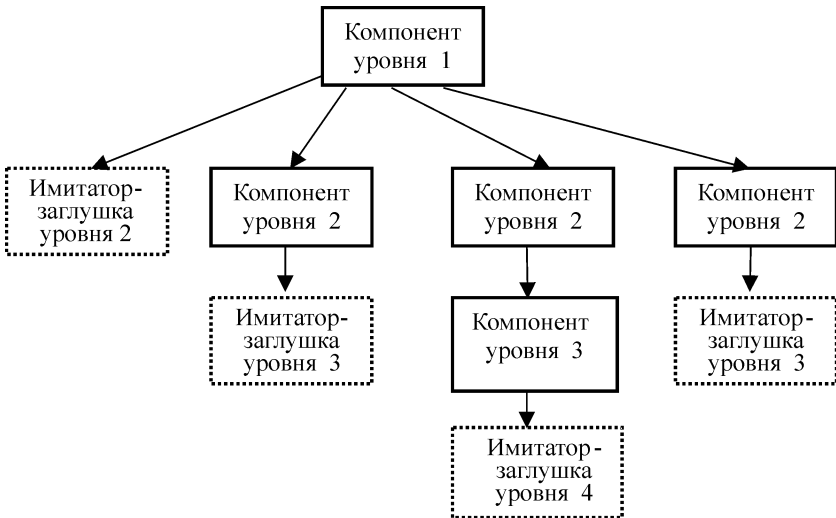 Компонент
уровня 1
Имитатор-
заглушка
уровня 2
Компонент
уровня 2
Компонент
уровня 2
Компонент
уровня 2
Имитатор-
заглушка
уровня 3
Компонент
уровня 3
Имитатор-
заглушка
уровня 3
Имитатор-
заглушка
уровня 4